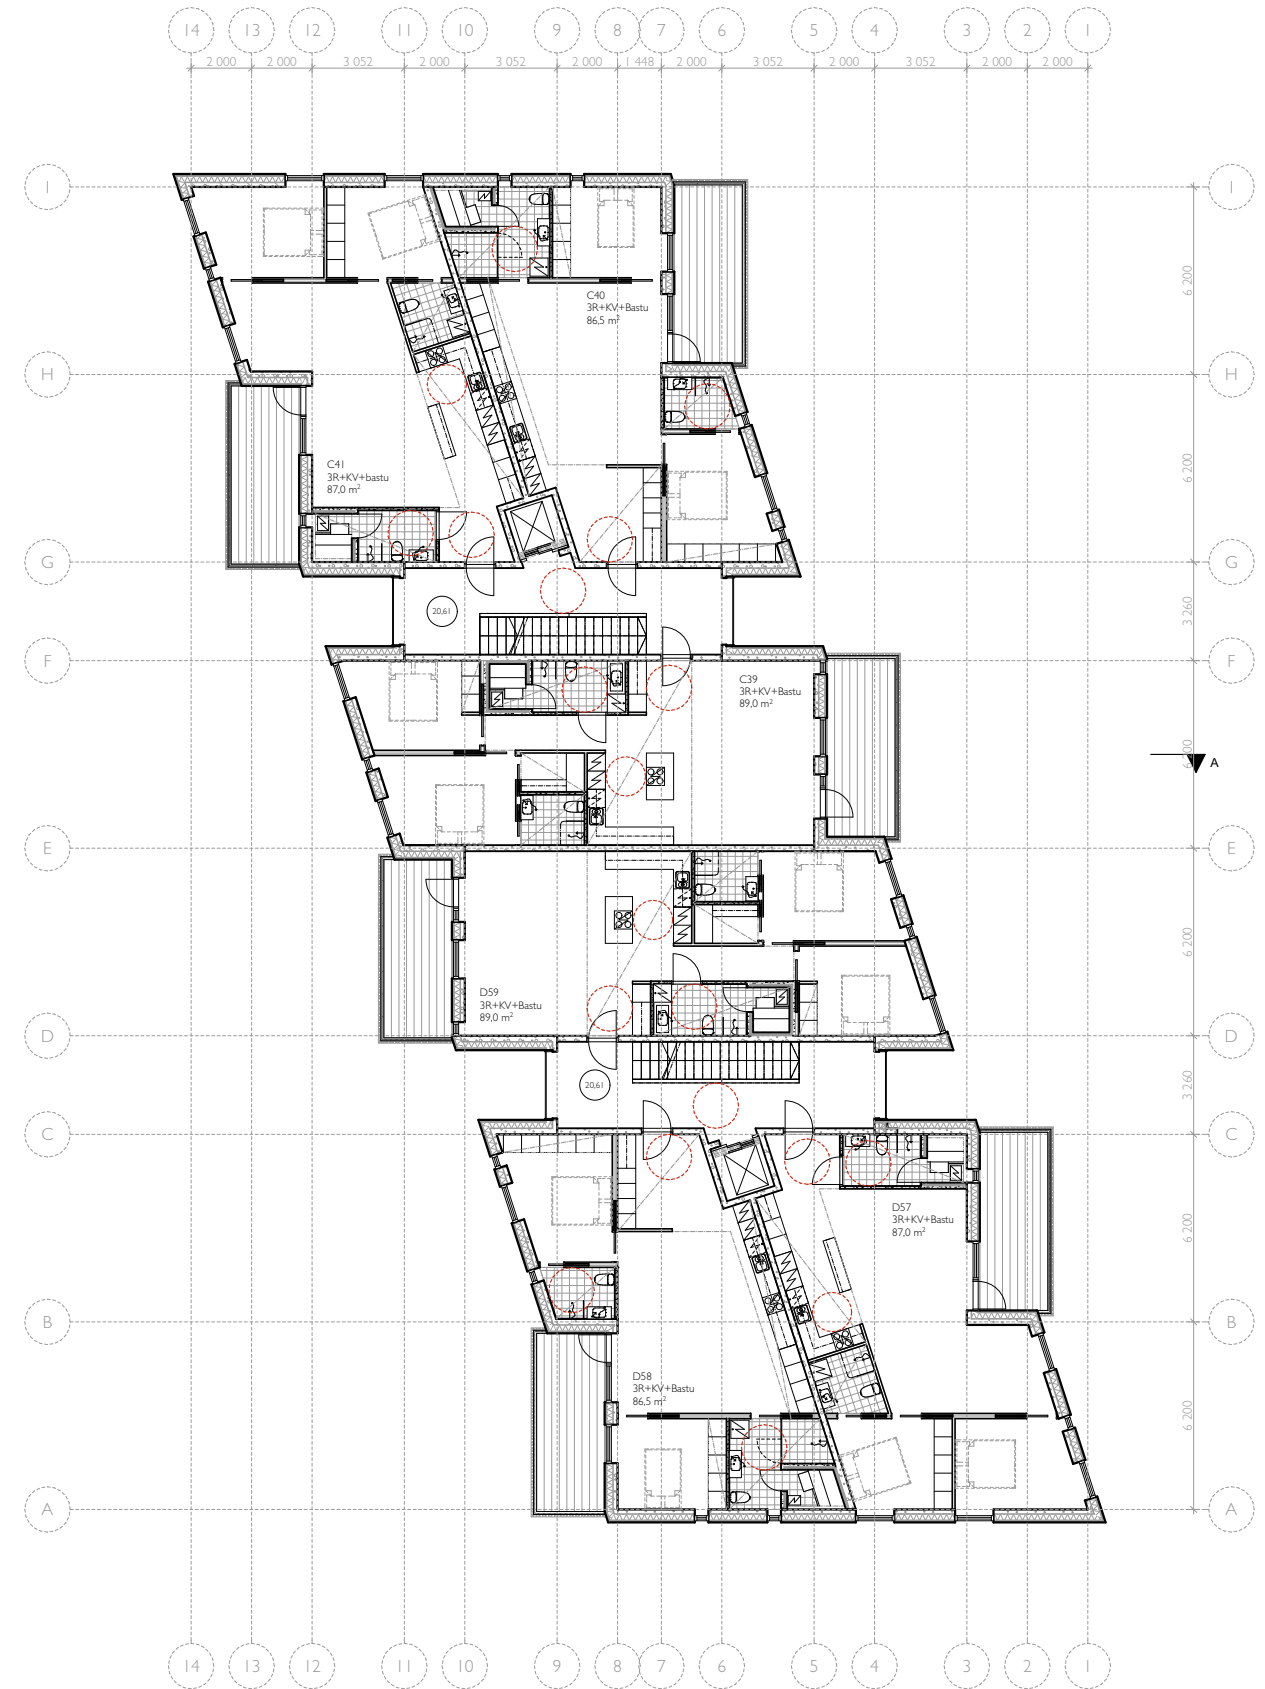 14 13 12 11 10 9 8 7 6 5 4 3 2 1
2 000 2 000 3 052 2 000 3 052 2 000 1 448 2 000 3 052 2 000 3 052 2 000 2 000
I I
6 200
C40
3R+KV+Bastu
86,5 m²
H H
C41
3R+KV+bastu
87,0 m²
6 200
G G
20,61
3 260
F F
C39
3R+KV+Bastu
89,0 m²
A
E E
6 200
D59
3R+KV+Bastu
89,0 m²
D D
20,61
3 260
C C
D57
3R+KV+Bastu
87,0 m²
6 200
B B
D58
3R+KV+Bastu
86,5 m²
6 200
A A
14 13 12 11 10 9 8 7 6 5 4 3 2 1